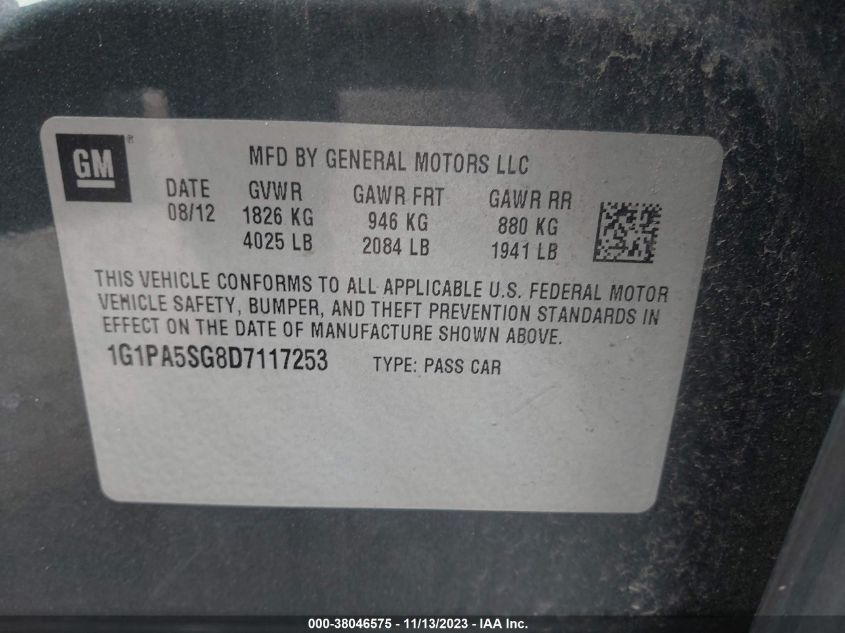 GM ®
MFD BY GENERAL MOTORS LLC
DATE GVWR GAWR FRT GAWR RR
08/12 1826 KG 946 KG 880 KG
4025 LB 2084 LB 1941 LB
THIS VEHICLE CONFORMS TO ALL APPLICABLE U.S. FEDERAL MOTOR
VEHICLE SAFETY, BUMPER, AND THEFT PREVENTION STANDARDS IN
EFFECT ON THE DATE OF MANUFACTURE SHOWN ABOVE.
1G1PA5SG8D7117253 TYPE: PASS CAR
000-38046575 - 11/13/2023 - IAA Inc.